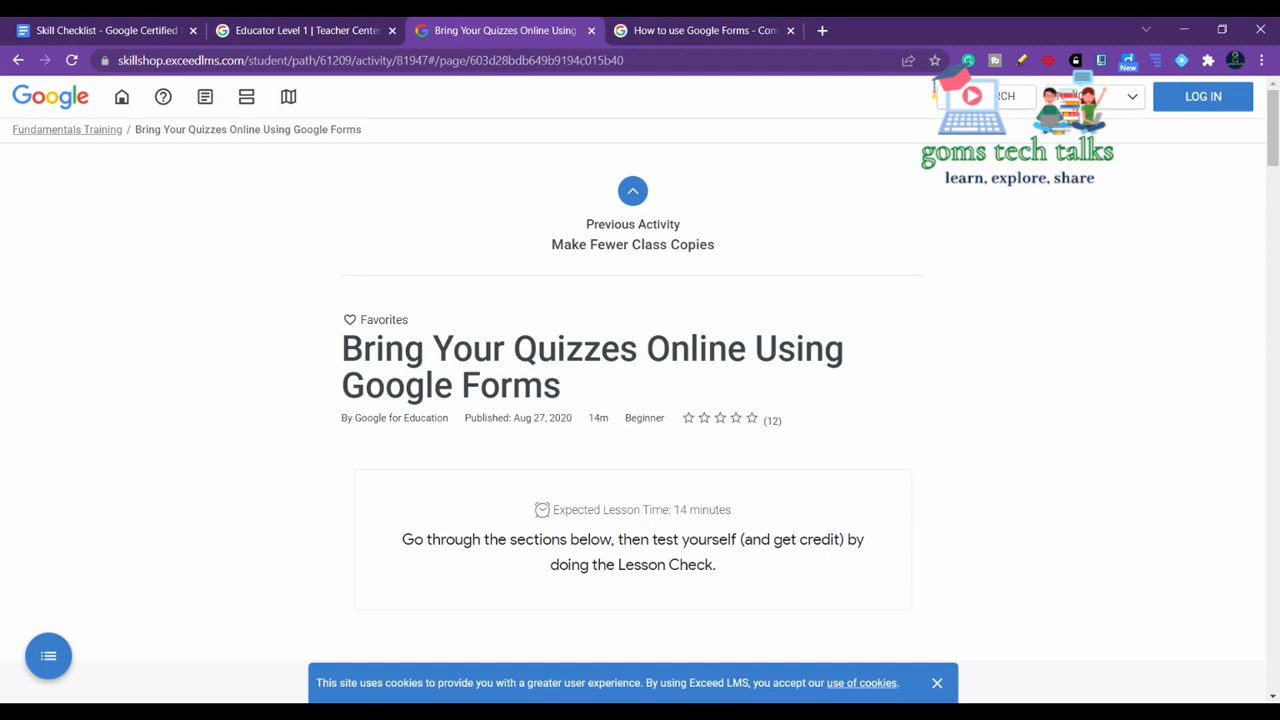 Skill Checklist - Google Certified
Educator Level 1 | Teacher Center
Bring Your Quizzes Online Using
How to use Google Forms - Com
skillshop.exceedlms.com/student/path/61209/activity/81947#/page/603d28bdb649b9194c015b40
New
Google
RCH
LOG IN
Fundamentals Training / Bring Your Quizzes Online Using Google Forms
goms tech talks
learn, explore, share
Previous Activity
Make Fewer Class Copies
Favorites
Bring Your Quizzes Online Using
Google Forms
By Google for Education Published: Aug 27, 2020 14m Beginner (12)
Expected Lesson Time: 14 minutes
Go through the sections below, then test yourself (and get credit) by
doing the Lesson Check.
This site uses cookies to provide you with a greater user experience. By using Exceed LMS, you accept our use of cookies.